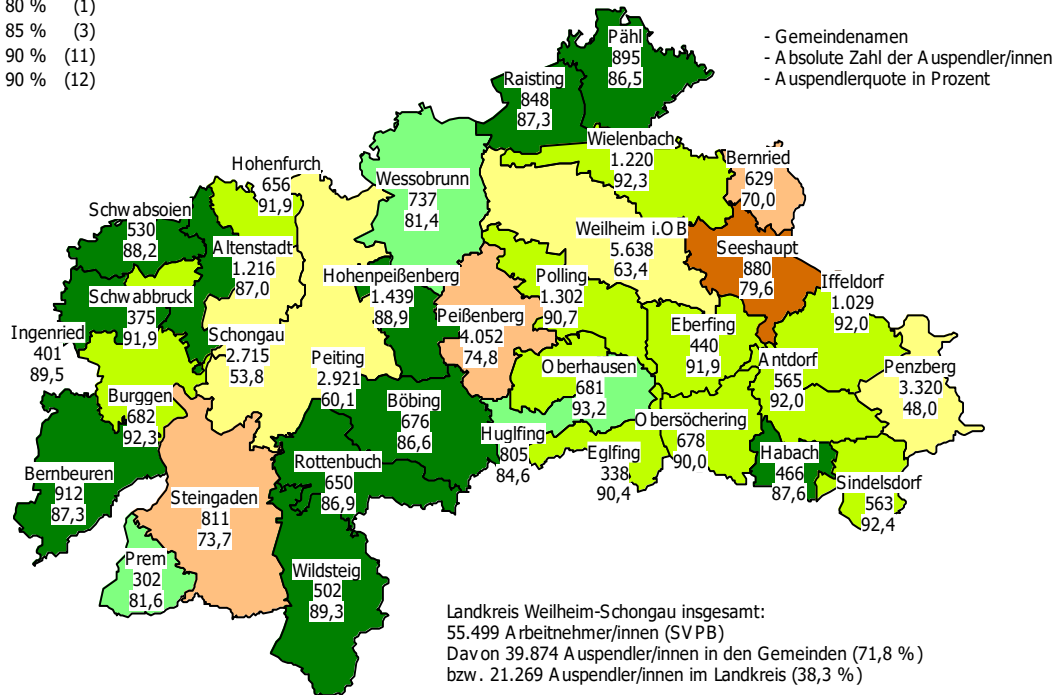 80 % (1)
85 % (3)
90 % (11)
90 % (12)
- Gemeindenamen
- Absolute Zahl der Auspendler/innen
- Auspendlerquote in Prozent
Pähl
895
86,5
Raisting
848
87,3
Wielenbach
1.220
92,3
Bernried
629
70,0
Hohenfurch
656
91,9
Wessobrunn
737
81,4
Schwabsoien
530
88,2
Altenstadt
1.216
87,0
Weilheim i.OB
5.638
63,4
Seeshaupt
880
79,6
Hohenpeißenberg
1.439
88,9
Polling
1.302
90,7
Iffeldorf
1.029
92,0
Schwabbruck
375
91,9
Peißenberg
4.052
74,8
Eberfing
440
91,9
Ingenried
401
89,5
Schongau
2.715
53,8
Peiting
2.921
60,1
Oberhausen
681
93,2
Antdorf
565
92,0
Penzberg
3.320
48,0
Burggen
682
92,3
Böbing
676
86,6
Huglfing
805
84,6
Obersöchering
678
90,0
Eglfing
338
90,4
Habach
466
87,6
Sindelsdorf
563
92,4
Bernbeuren
912
87,3
Rottenbuch
650
86,9
Steingaden
811
73,7
Prem
302
81,6
Wildsteig
502
89,3
Landkreis Weilheim-Schongau insgesamt:
55.499 Arbeitnehmer/innen (SVPB)
Davon 39.874 Auspendler/innen in den Gemeinden (71,8 %)
bzw. 21.269 Auspendler/innen im Landkreis (38,3 %)